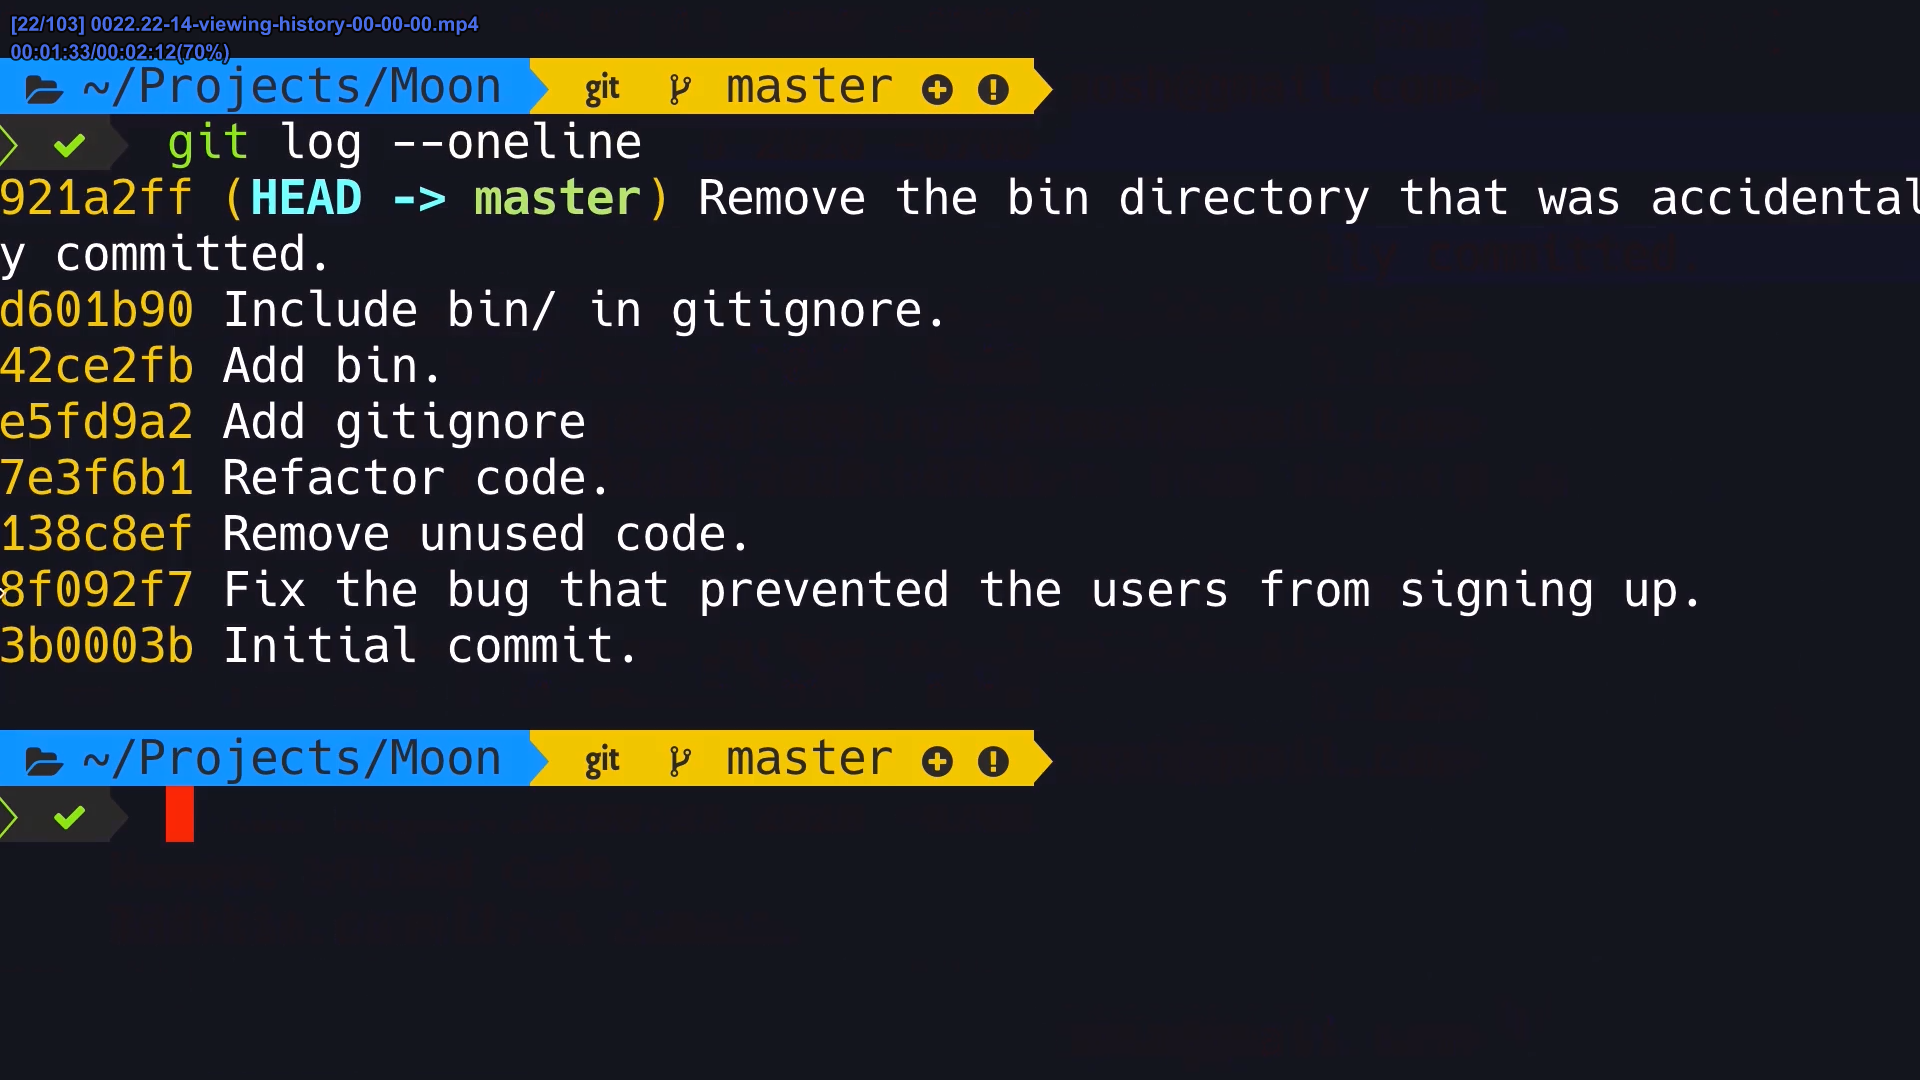 [22/103] 0022.22-14-viewing-history-00-00-00.mp4
00:01:33/00:02:12(70%)
~/Projects/Moon git master
git log --oneline
921a2ff (HEAD -> master) Remove the bin directory that was accidental
y committed.
d601b90 Include bin/ in gitignore.
42ce2fb Add bin.
e5fd9a2 Add gitignore
7e3f6b1 Refactor code.
138c8ef Remove unused code.
8f092f7 Fix the bug that prevented the users from signing up.
3b0003b Initial commit.
~/Projects/Moon git master